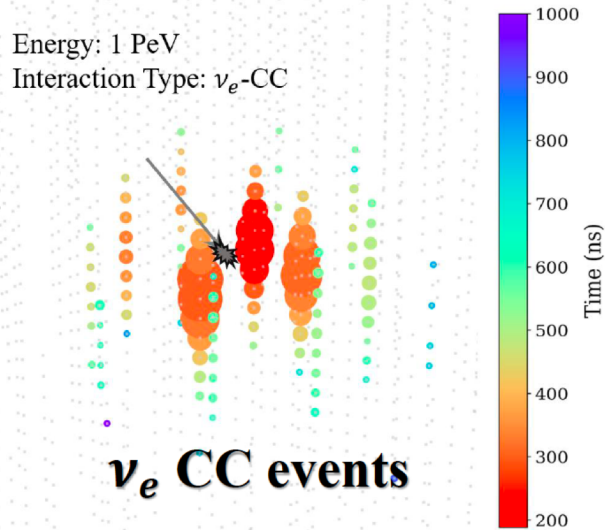 Energy: 1 PeV
Interaction Type: νₑ-CC
1000
900
800
700
600
500
400
300
200
Time (ns)
νₑ CC events